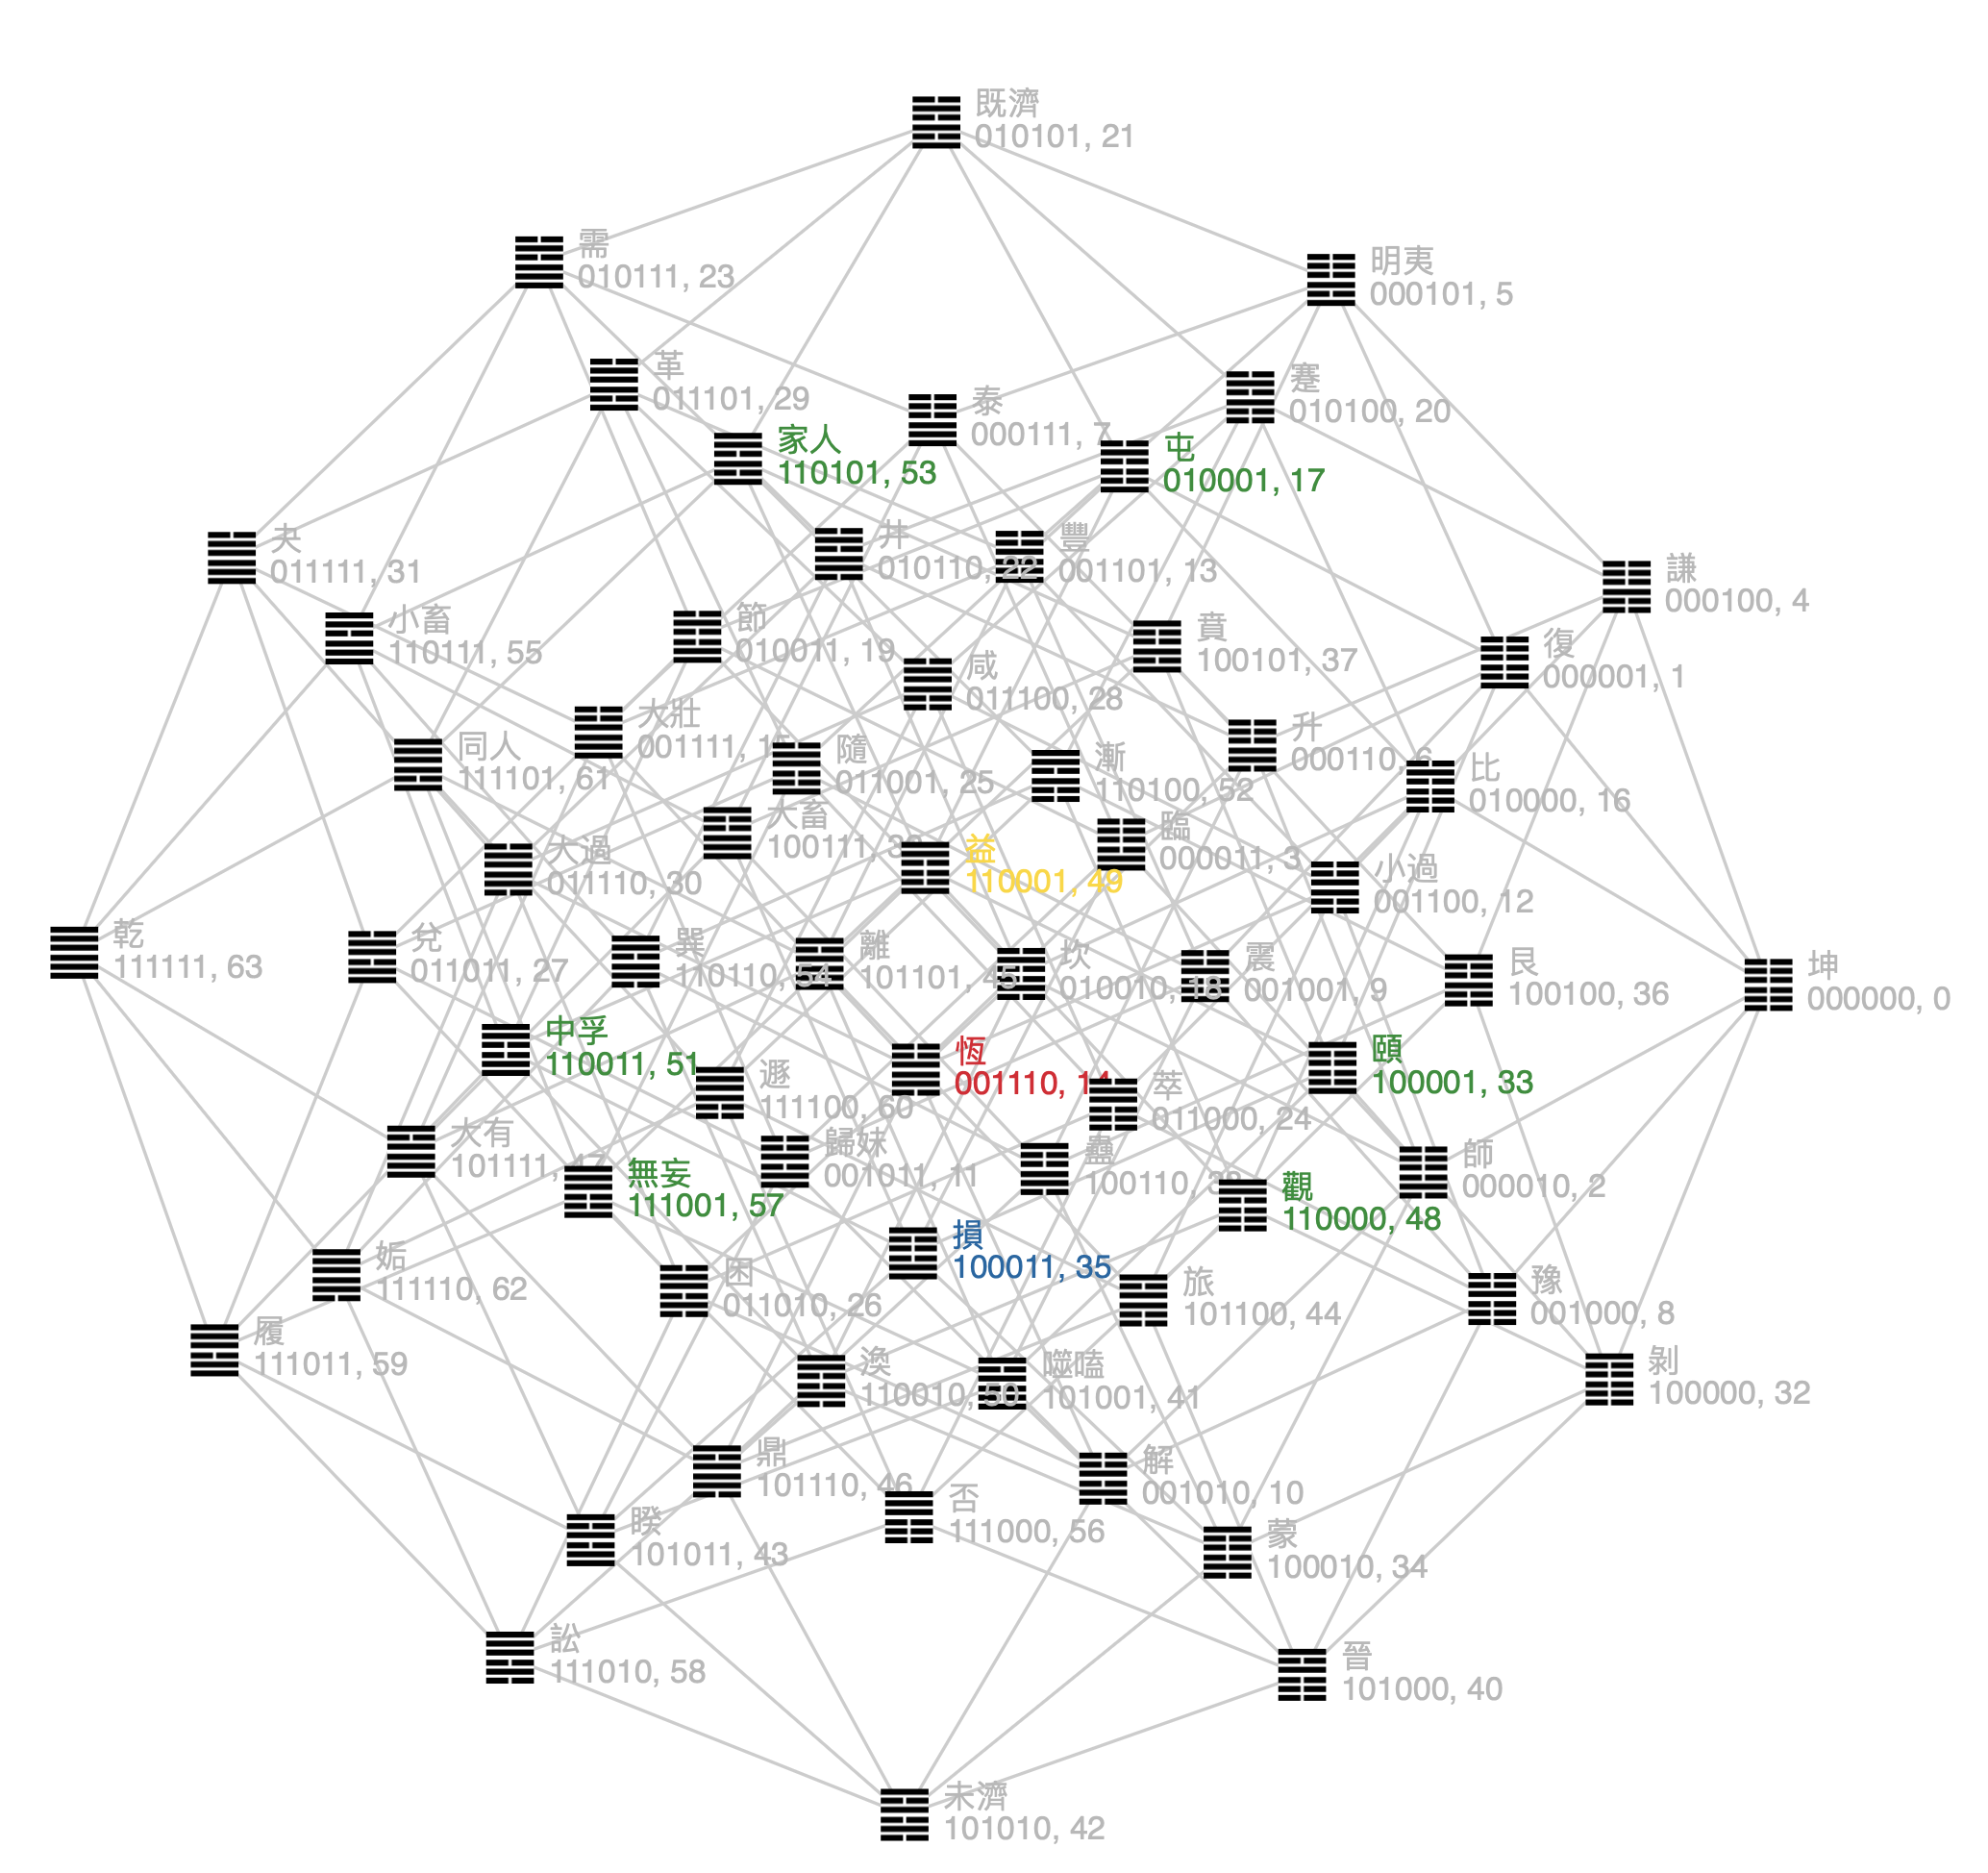 既濟
010101, 21
需
010111, 23
明夷
000101, 5
革
011101, 29
蹇
010100, 20
泰
000111, 7
家人
110101, 53
屯
010001, 17
夬
011111, 31
井
010110, 22
豐
001101, 13
謙
000100, 4
小畜
110111, 55
節
010011, 19
賁
100101, 37
復
000001, 1
咸
011100, 28
大壯
001111, 15
升
000110, 6
同人
111101, 61
隨
011001, 25
漸
110100, 52
比
010000, 16
大畜
100111, 39
臨
000011, 3
益
110001, 49
大過
011110, 30
小過
001100, 12
乾
111111, 63
兌
011011, 27
巽
110110, 54
離
101101, 45
坎
010010, 18
震
001001, 9
艮
100100, 36
坤
000000, 0
中孚
110011, 51
恆
001110, 14
頤
100001, 33
遯
111100, 60
萃
011000, 24
大有
101111, 47
歸妹
001011, 11
蠱
100110, 38
師
000010, 2
無妄
111001, 57
觀
110000, 48
損
100011, 35
姤
111110, 62
困
011010, 26
旅
101100, 44
豫
001000, 8
履
111011, 59
渙
110010, 50
噬嗑
101001, 41
剝
100000, 32
鼎
101110, 46
解
001010, 10
否
111000, 56
睽
101011, 43
蒙
100010, 34
訟
111010, 58
晉
101000, 40
未濟
101010, 42